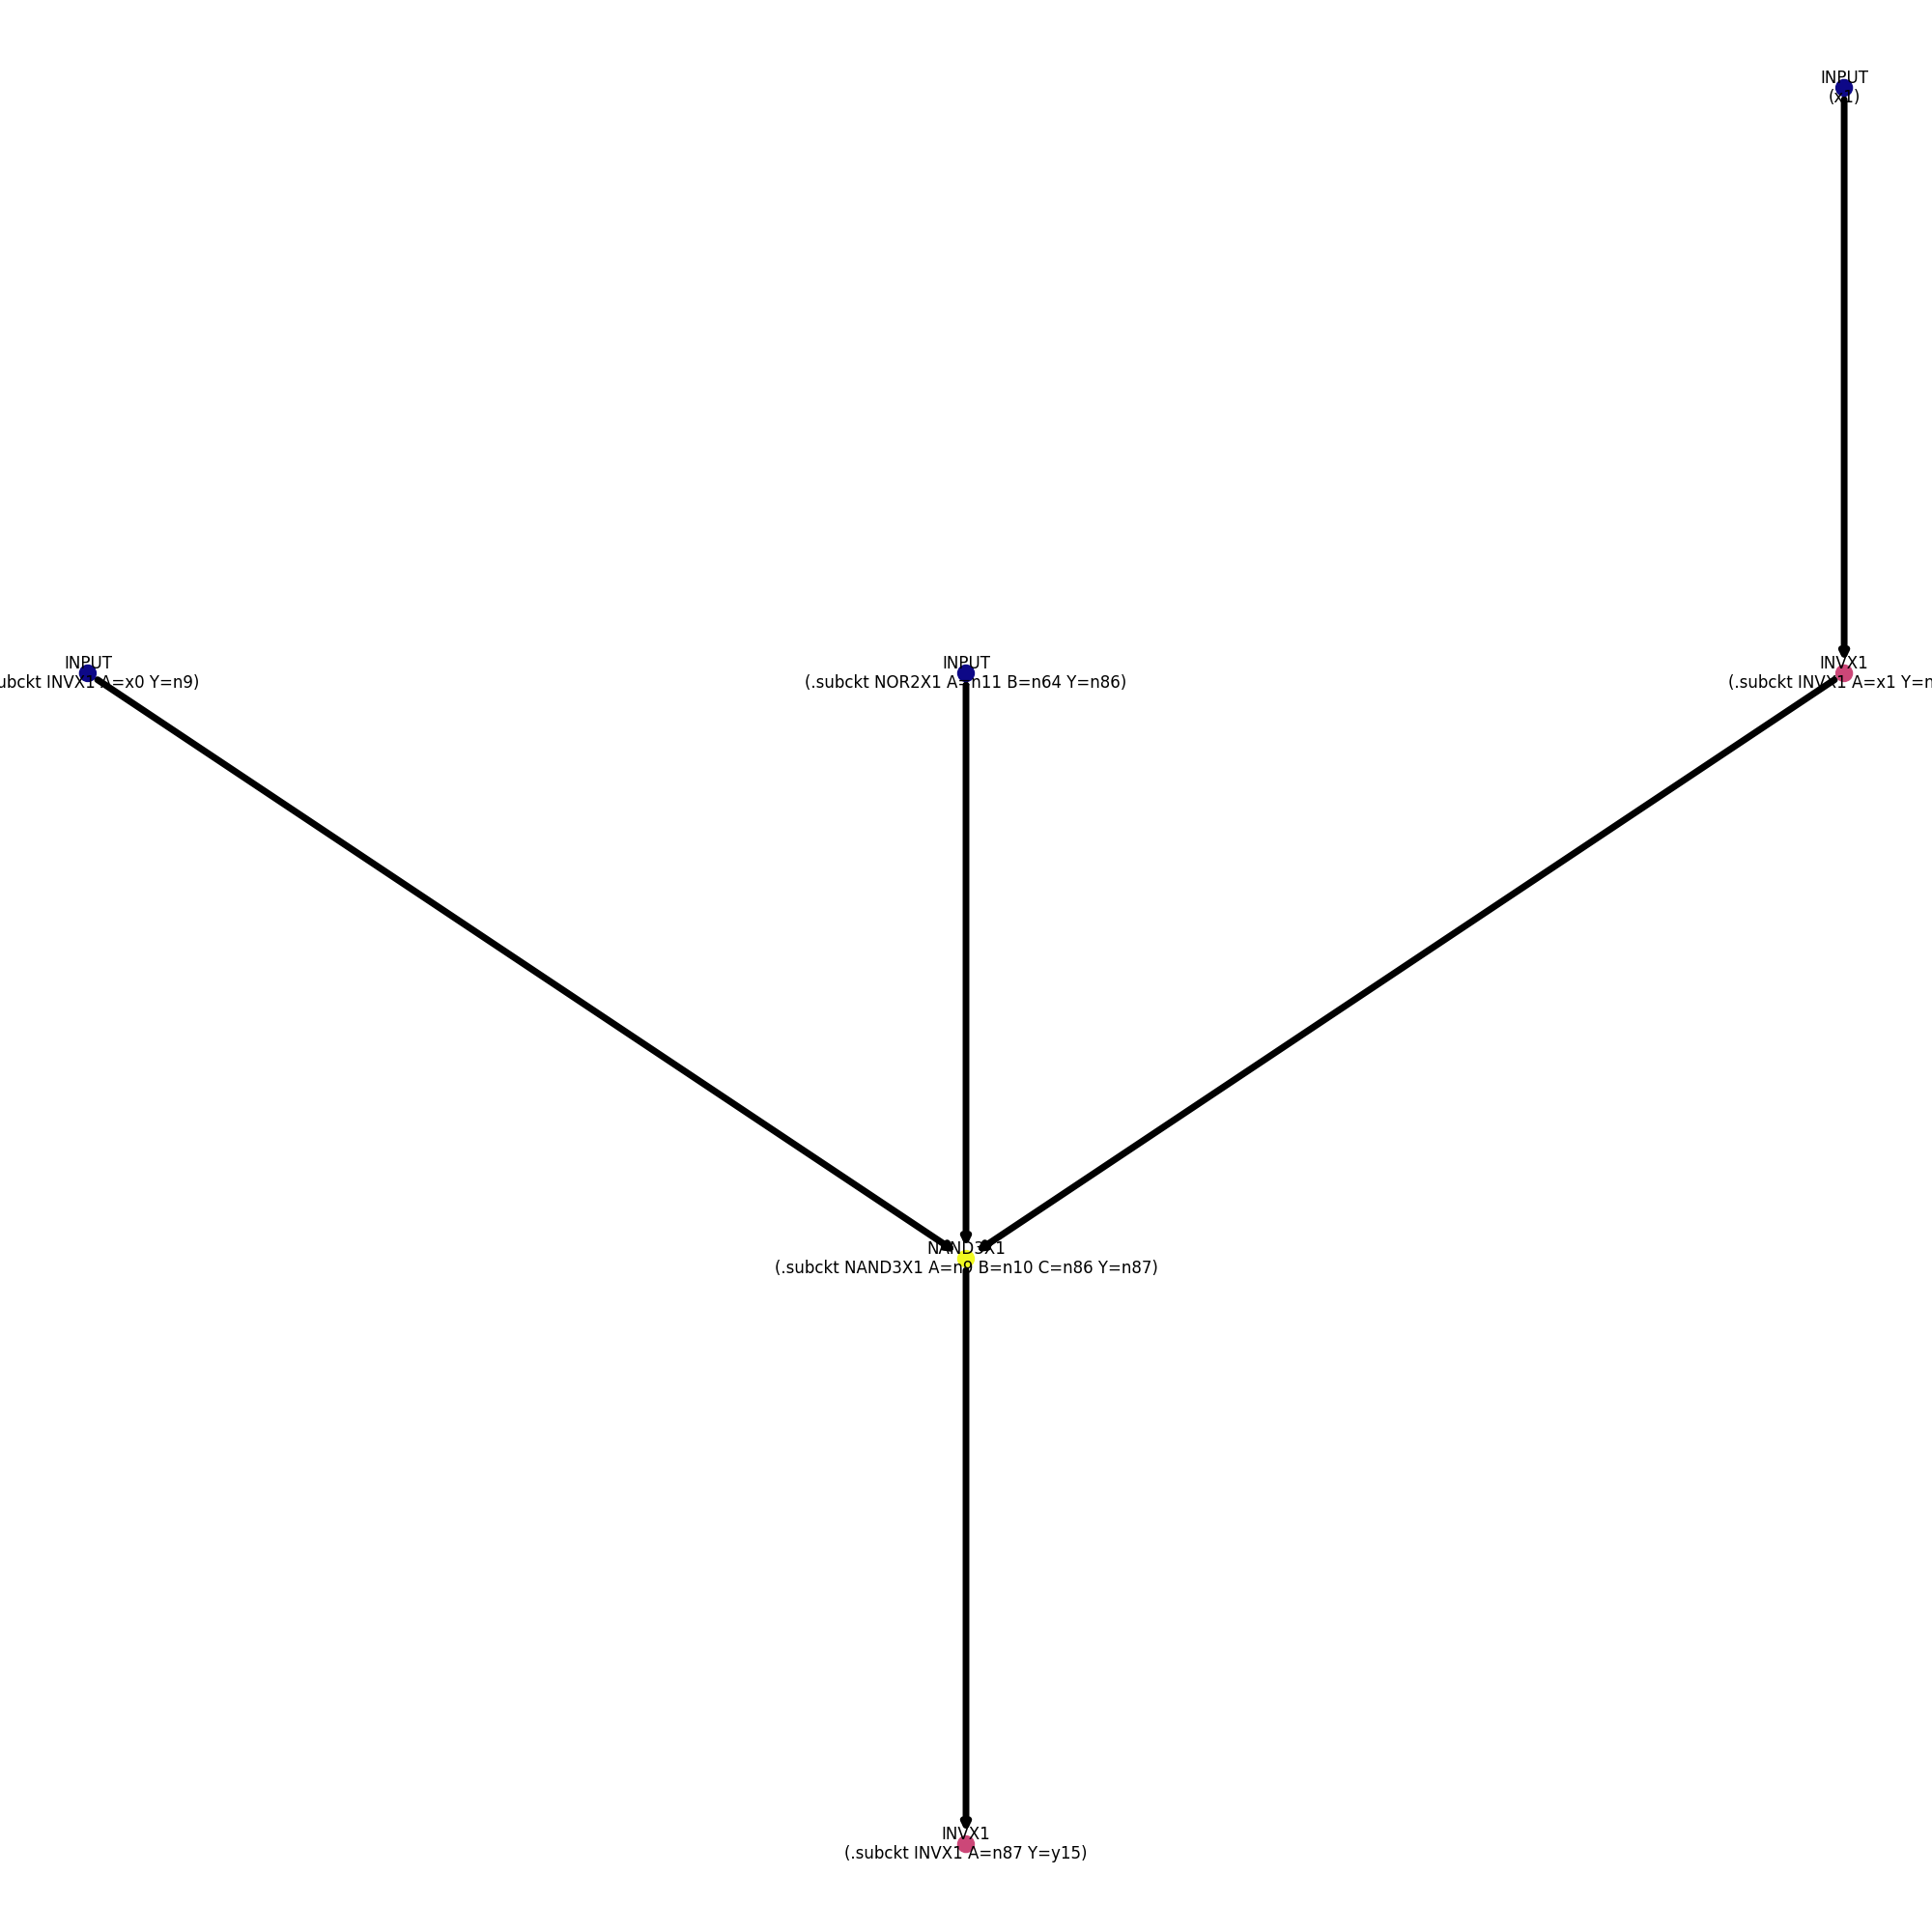 INPUT
(x1)
INPUT
ubckt INVX1 A=x0 Y=n9)
INPUT
(.subckt NOR2X1 A=n11 B=n64 Y=n86)
INVX1
(.subckt INVX1 A=x1 Y=n
NAND3X1
(.subckt NAND3X1 A=n9 B=n10 C=n86 Y=n87)
INVX1
(.subckt INVX1 A=n87 Y=y15)